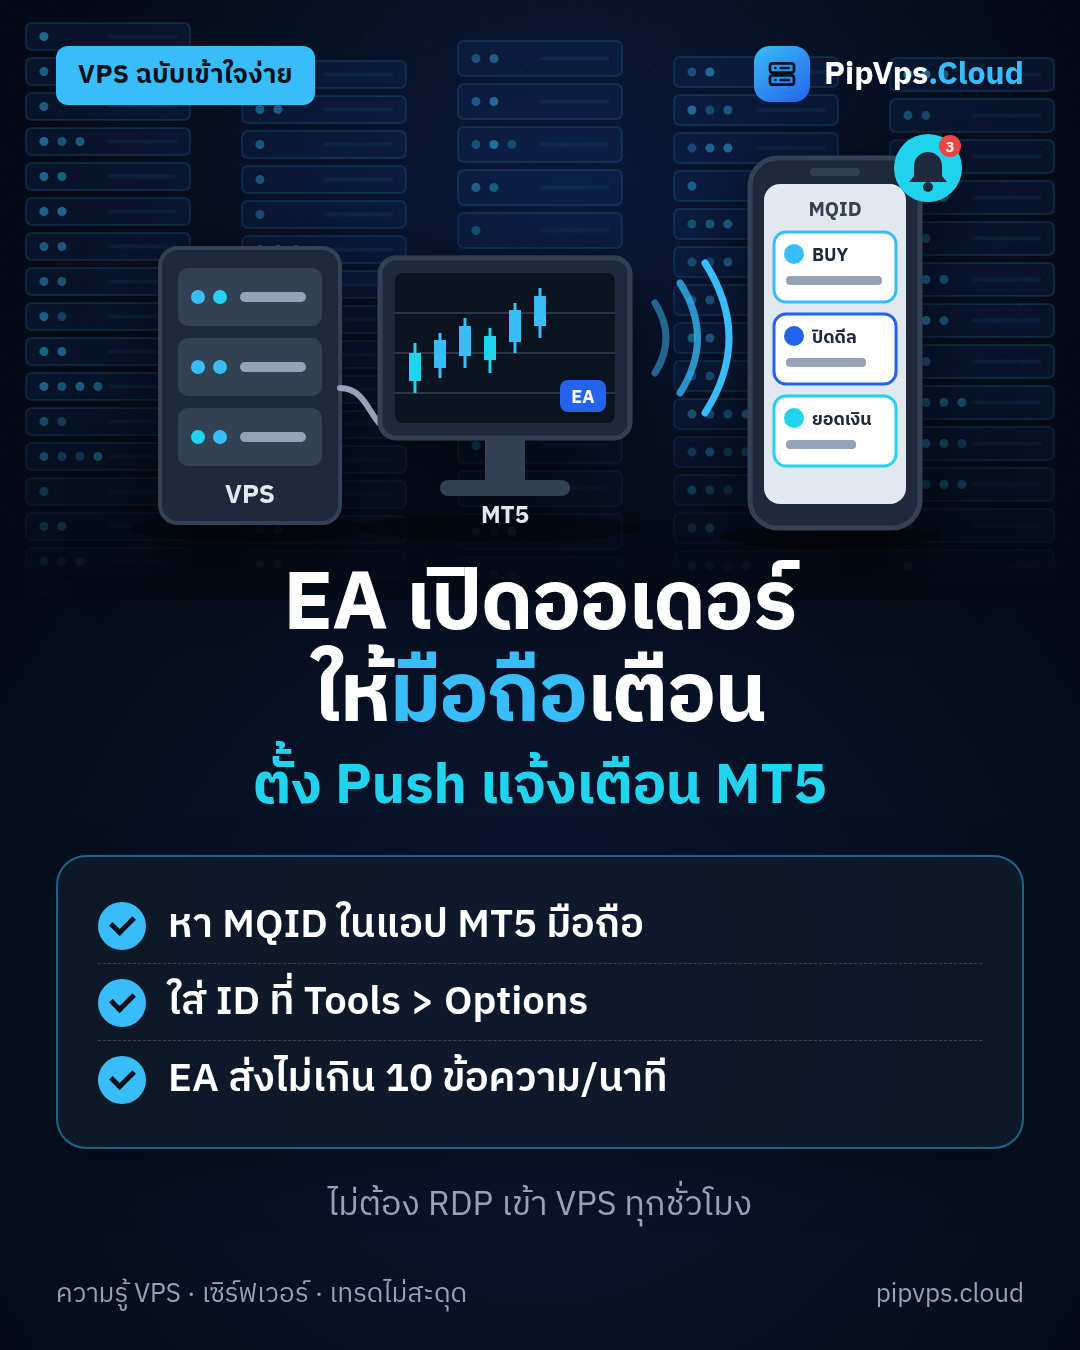 VPS ฉบับเข้าใจง่าย
PipVps.Cloud
3
MQID
BUY
ปิดดีล
ยอดเงิน
EA
VPS
MT5
EA เปิดออเดอร์
ให้มือถือเตือน
ตั้ง Push แจ้งเตือน MT5
หา MQID ในแอป MT5 มือถือ
ใส่ ID ที่ Tools > Options
EA ส่งไม่เกิน 10 ข้อความ/นาที
ไม่ต้อง RDP เข้า VPS ทุกชั่วโมง
ความรู้ VPS · เซิร์ฟเวอร์ · เทรดไม่สะดุด
pipvps.cloud